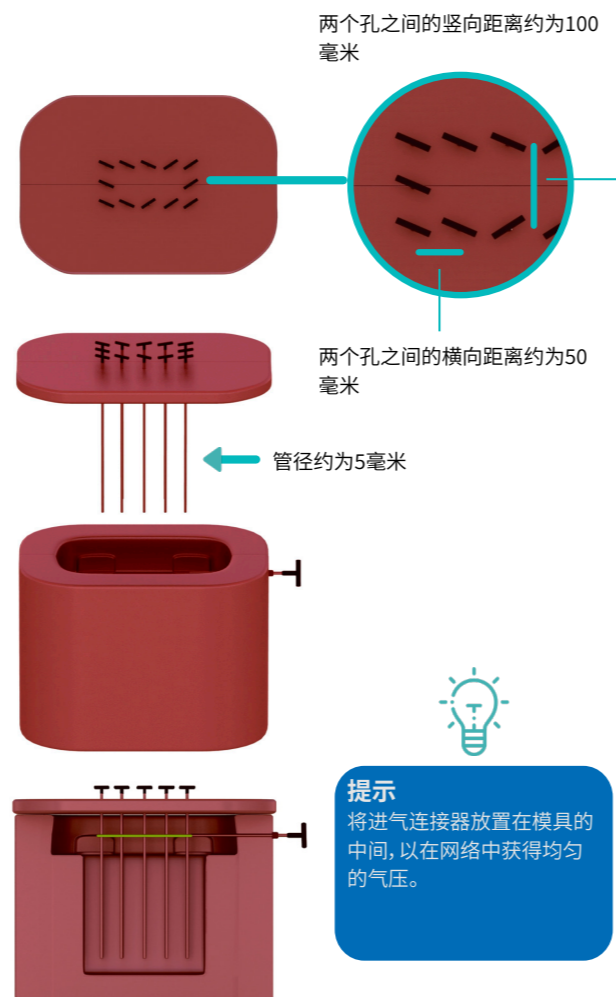 两个孔之间的竖向距离约为100
毫米
两个孔之间的横向距离约为50
毫米
管径约为5毫米
提示
将进气连接器放置在模具的
中间，以在网络中获得均匀
的气压。